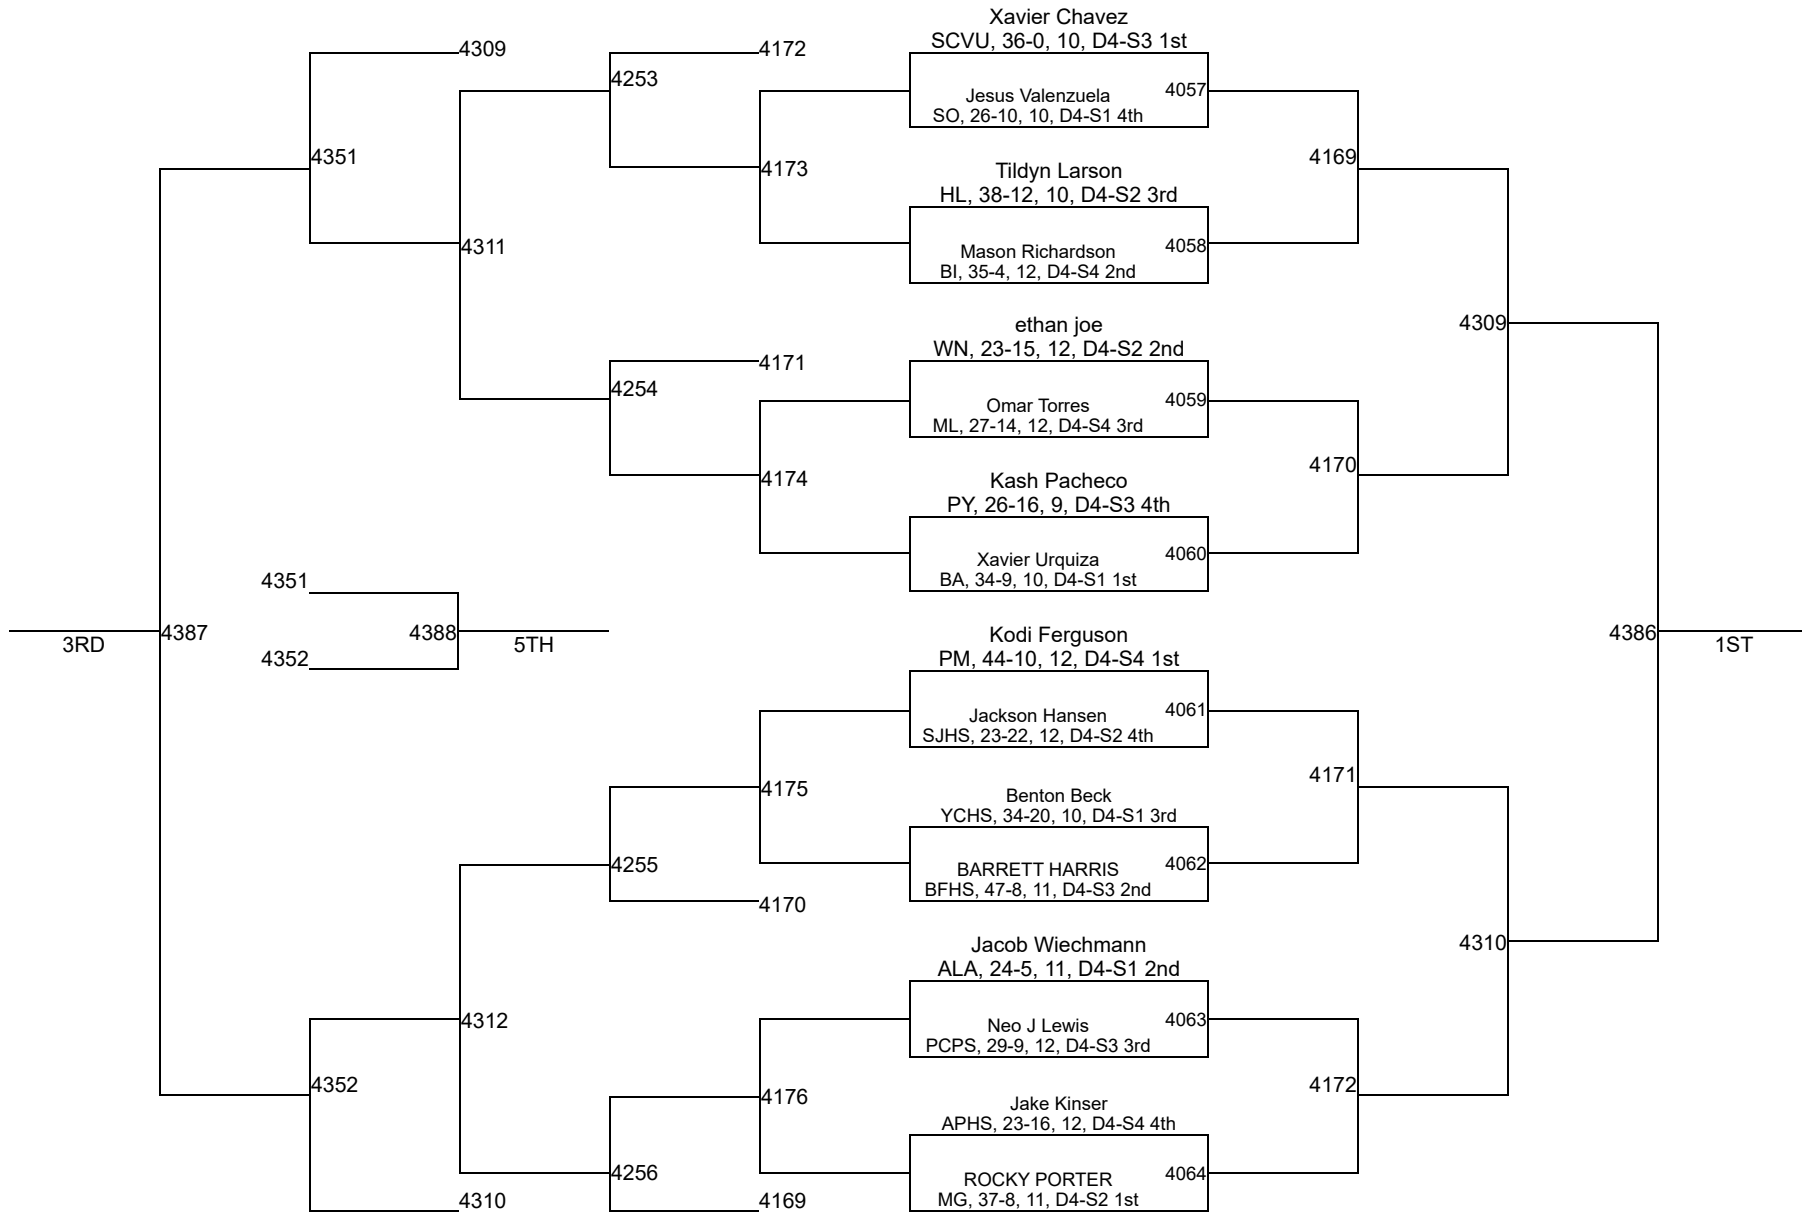 Xavier Chavez
SCVU, 36-0, 10, D4-S3 1st
4309
4172
4253
Jesus Valenzuela
4057
SO, 26-10, 10, D4-S1 4th
4351
4169
4173
Tildyn Larson
HL, 38-12, 10, D4-S2 3rd
4311
Mason Richardson
4058
BI, 35-4, 12, D4-S4 2nd
ethan joe
4309
WN, 23-15, 12, D4-S2 2nd
4171
4254
Omar Torres
4059
ML, 27-14, 12, D4-S4 3rd
4170
4174
Kash Pacheco
PY, 26-16, 9, D4-S3 4th
Xavier Urquiza
4060
BA, 34-9, 10, D4-S1 1st
4351
4387
4388
Kodi Ferguson
4386
3RD
5TH
1ST
4352
PM, 44-10, 12, D4-S4 1st
Jackson Hansen
4061
SJHS, 23-22, 12, D4-S2 4th
4171
4175
Benton Beck
YCHS, 34-20, 10, D4-S1 3rd
4255
BARRETT HARRIS
4062
BFHS, 47-8, 11, D4-S3 2nd
4170
Jacob Wiechmann
4310
ALA, 24-5, 11, D4-S1 2nd
4312
Neo J Lewis
4063
PCPS, 29-9, 12, D4-S3 3rd
4352
4172
4176
Jake Kinser
APHS, 23-16, 12, D4-S4 4th
4256
ROCKY PORTER
4064
4310
4169
MG, 37-8, 11, D4-S2 1st